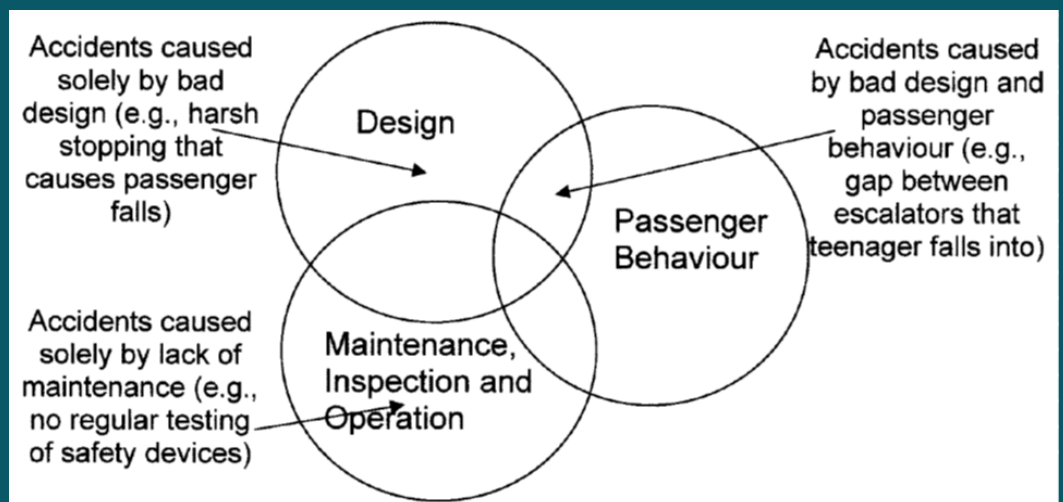 Accidents caused
solely by bad
design (e.g., harsh
stopping that
causes passenger
falls)
Design
Accidents caused
by bad design and
passenger
behaviour (e.g.,
gap between
escalators that
teenager falls into)
Passenger
Behaviour
Accidents caused
solely by lack of
maintenance (e.g.,
no regular testing
of safety devices)
Maintenance,
Inspection and
Operation